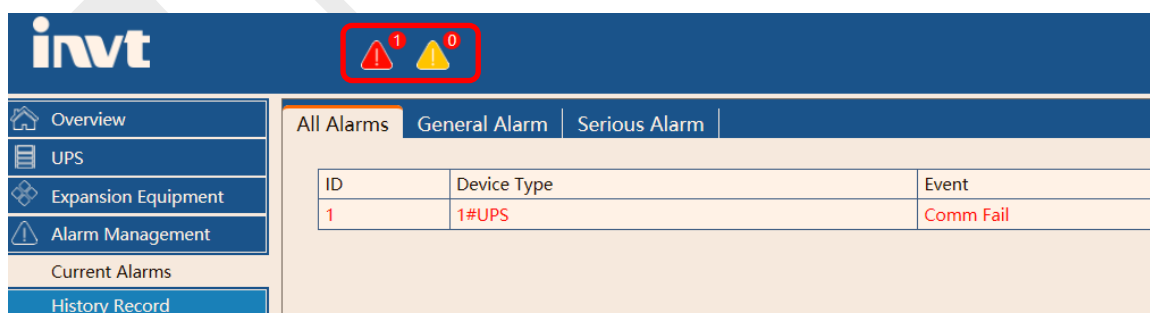 invt
1 0
Overview
UPS
Expansion Equipment
Alarm Management
Current Alarms
History Record
All Alarms General Alarm Serious Alarm
ID Device Type Event
1 1#UPS Comm Fail